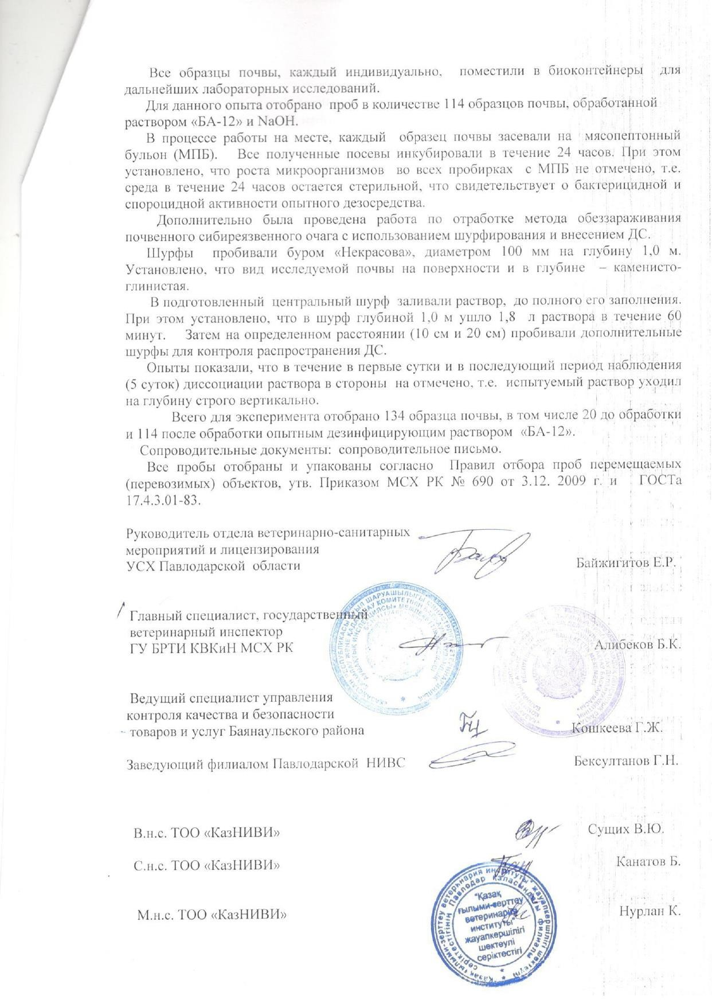 Все образцы почвы, каждый индивидуально, поместили в биоконтейнеры для
дальнейших лабораторных исследований.
Для данного опыта отобрано проб в количестве 114 образцов почвы, обработанной
раствором «БА-12» и NaOH.
В процессе работы на месте, каждый образец почвы засевали на мясопептонный
бульон (МПБ). Все полученные посевы инкубировали в течение 24 часов. При этом
установлено, что роста микроорганизмов во всех пробирках с МПБ не отмечено, т.е.
среда в течение 24 часов остается стерильной, что свидетельствует о бактерицидной и
спороцидной активности опытного дезосредства.
Дополнительно была проведена работа по отработке метода обеззараживания
почвенного сибиреязвенного очага с использованием шурфирования и внесением ДС.
Шурфы пробивали буром «Некрасова», диаметром 100 мм на глубину 1,0 м.
Установлено, что вид исследуемой почвы на поверхности и в глубине – каменисто-
глинистая.
В подготовленный центральный шурф заливали раствор, до полного его заполнения.
При этом установлено, что в шурф глубиной 1,0 м ушло 1,8 л раствора в течение 60
минут. Затем на определенном расстоянии (10 см и 20 см) пробивали дополнительные
шурфы для контроля распространения ДС.
Опыты показали, что в течение в первые сутки и в последующий период наблюдения
(5 суток) диссоциации раствора в стороны на отмечено, т.е. испытуемый раствор уходил
на глубину строго вертикально.
Всего для эксперимента отобрано 134 образца почвы, в том числе 20 до обработки
и 114 после обработки опытным дезинфицирующим раствором «БА-12».
Сопроводительные документы: сопроводительное письмо.
Все пробы отобраны и упакованы согласно Правил отбора проб перемещаемых
(перевозимых) объектов, утв. Приказом МСХ РК № 690 от 3.12. 2009 г. и ГОСТа
17.4.3.01-83.
Руководитель отдела ветеринарно-санитарных
мероприятий и лицензирования
УСХ Павлодарской области Байжигитов Е.Р.
Главный специалист, государственный
ветеринарный инспектор
ГУ БРТИ КВКиН МСХ РК Алибеков Б.К.
Ведущий специалист управления
контроля качества и безопасности
товаров и услуг Баянаульского района Кошкеева Г.Ж.
Заведующий филиалом Павлодарской НИВС Бексултанов Г.Н.
В.н.с. ТОО «КазНИВИ» Сущих В.Ю.
С.н.с. ТОО «КазНИВИ» Канатов Б.
М.н.с. ТОО «КазНИВИ» Нурлан К.
"Қазақ
ғылыми-зерттеу
ветеринария
институты"
жауапкершілігі
шектеулі
серіктестігі